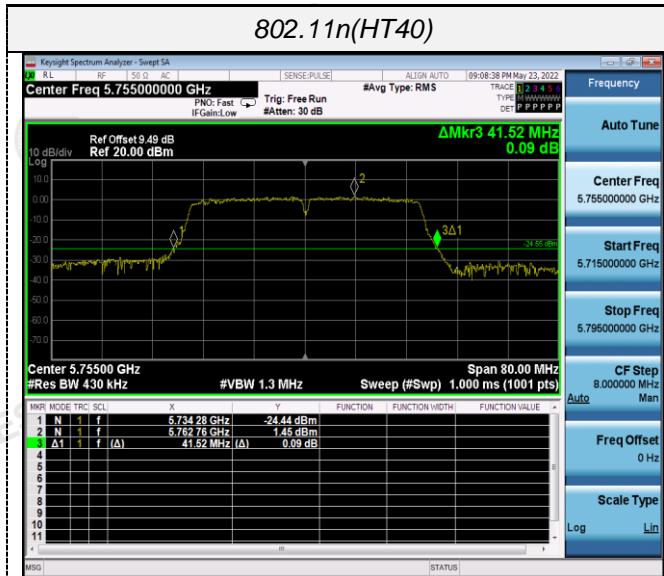 802.11n(HT40)
Keysight Spectrum Analyzer - Swept SA
RL RF 50 Ω AC SENSE:PULSE ALIGN AUTO 09:08:38 PM May 23, 2022
Center Freq 5.755000000 GHz #Avg Type: RMS TRACE 1 2 3 4 5 6
PNO: Fast Trig: Free Run TYPE M WWWWW
IFGain:Low #Atten: 30 dB DET P P P P P P
Frequency
Auto Tune
Center Freq
5.755000000 GHz
Start Freq
5.715000000 GHz
Stop Freq
5.795000000 GHz
CF Step
8.000000 MHz
Auto Man
Freq Offset
0 Hz
Scale Type
Log Lin
ΔMkr3 41.52 MHz
0.09 dB
Ref Offset 9.49 dB
10 dB/div Ref 20.00 dBm
Log
10.0
0.00
-10.0
-20.0
-30.0
-40.0
-50.0
-60.0
-70.0
1
2
3Δ1
-24.55 dBm
Center 5.75500 GHz Span 80.00 MHz
#Res BW 430 kHz #VBW 1.3 MHz Sweep (#Swp) 1.000 ms (1001 pts)
MKR MODE TRC SCL X Y FUNCTION FUNCTION WIDTH FUNCTION VALUE
1 N 1 f 5.734 28 GHz -24.44 dBm
2 N 1 f 5.762 76 GHz 1.45 dBm
3 Δ1 1 f (Δ) 41.52 MHz (Δ) 0.09 dB
4
5
6
7
8
9
10
11
MSG STATUS